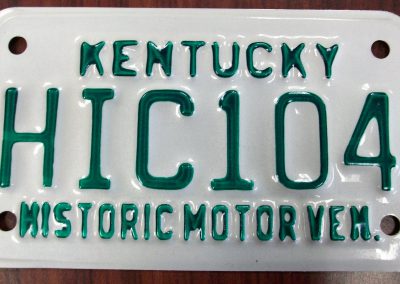 KENTUCKY
HIC104
HISTORIC MOTOR VEH.